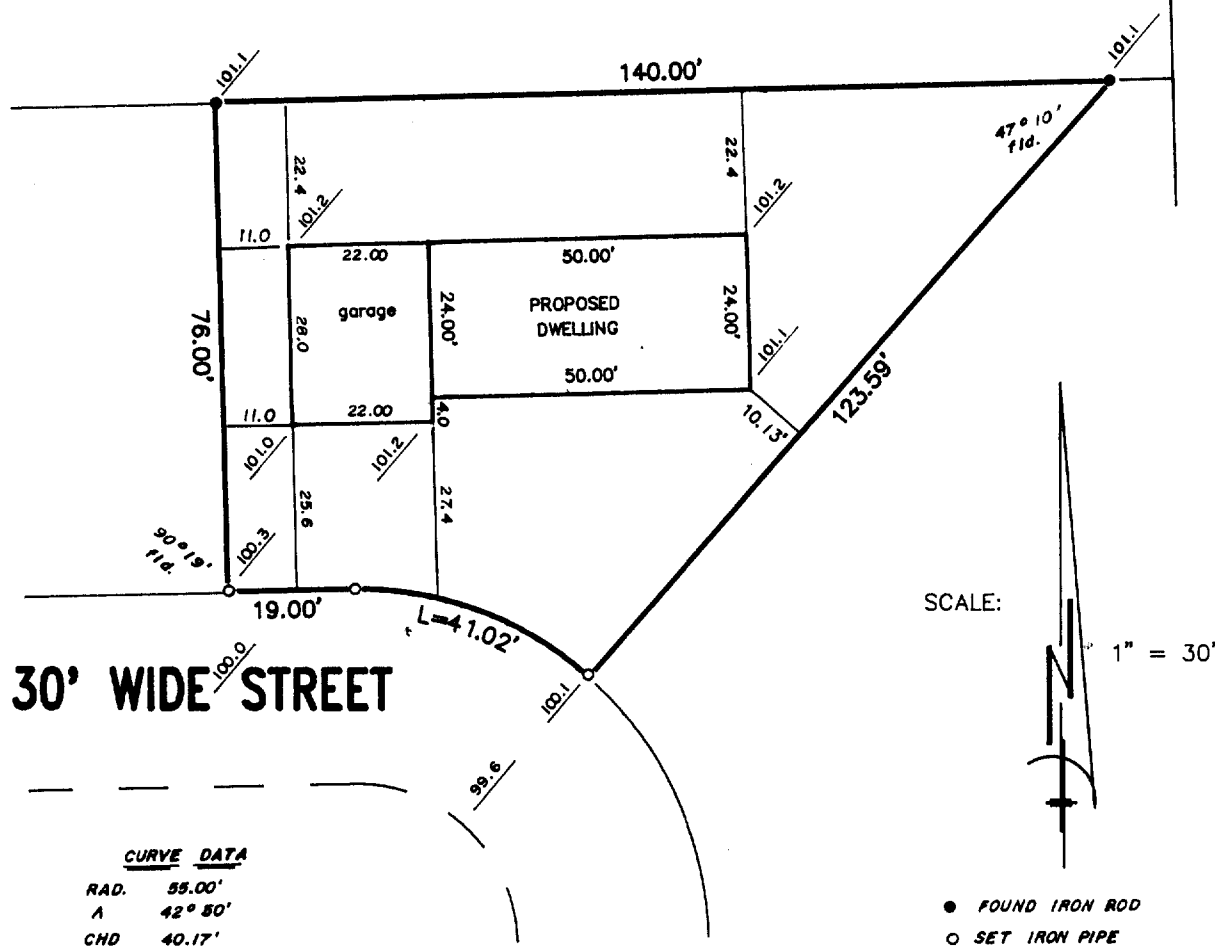 101.1
140.00'
101.1
47° 10'
fld.
22.4
22.4
101.2
101.2
11.0
22.00
50.00'
garage
24.00'
PROPOSED
DWELLING
24.00'
28.0
101.1
76.00'
50.00'
123.59'
11.0
22.00
4.0
10.13'
101.0
101.2
25.6
27.4
90° 19'
fld.
100.3
19.00'
L=41.02'
SCALE:
1" = 30'
N
30' WIDE STREET
100.0
100.1
99.6
CURVE DATA
RAD. 55.00'
Λ 42° 50'
CHD 40.17'
● FOUND IRON ROD
○ SET IRON PIPE